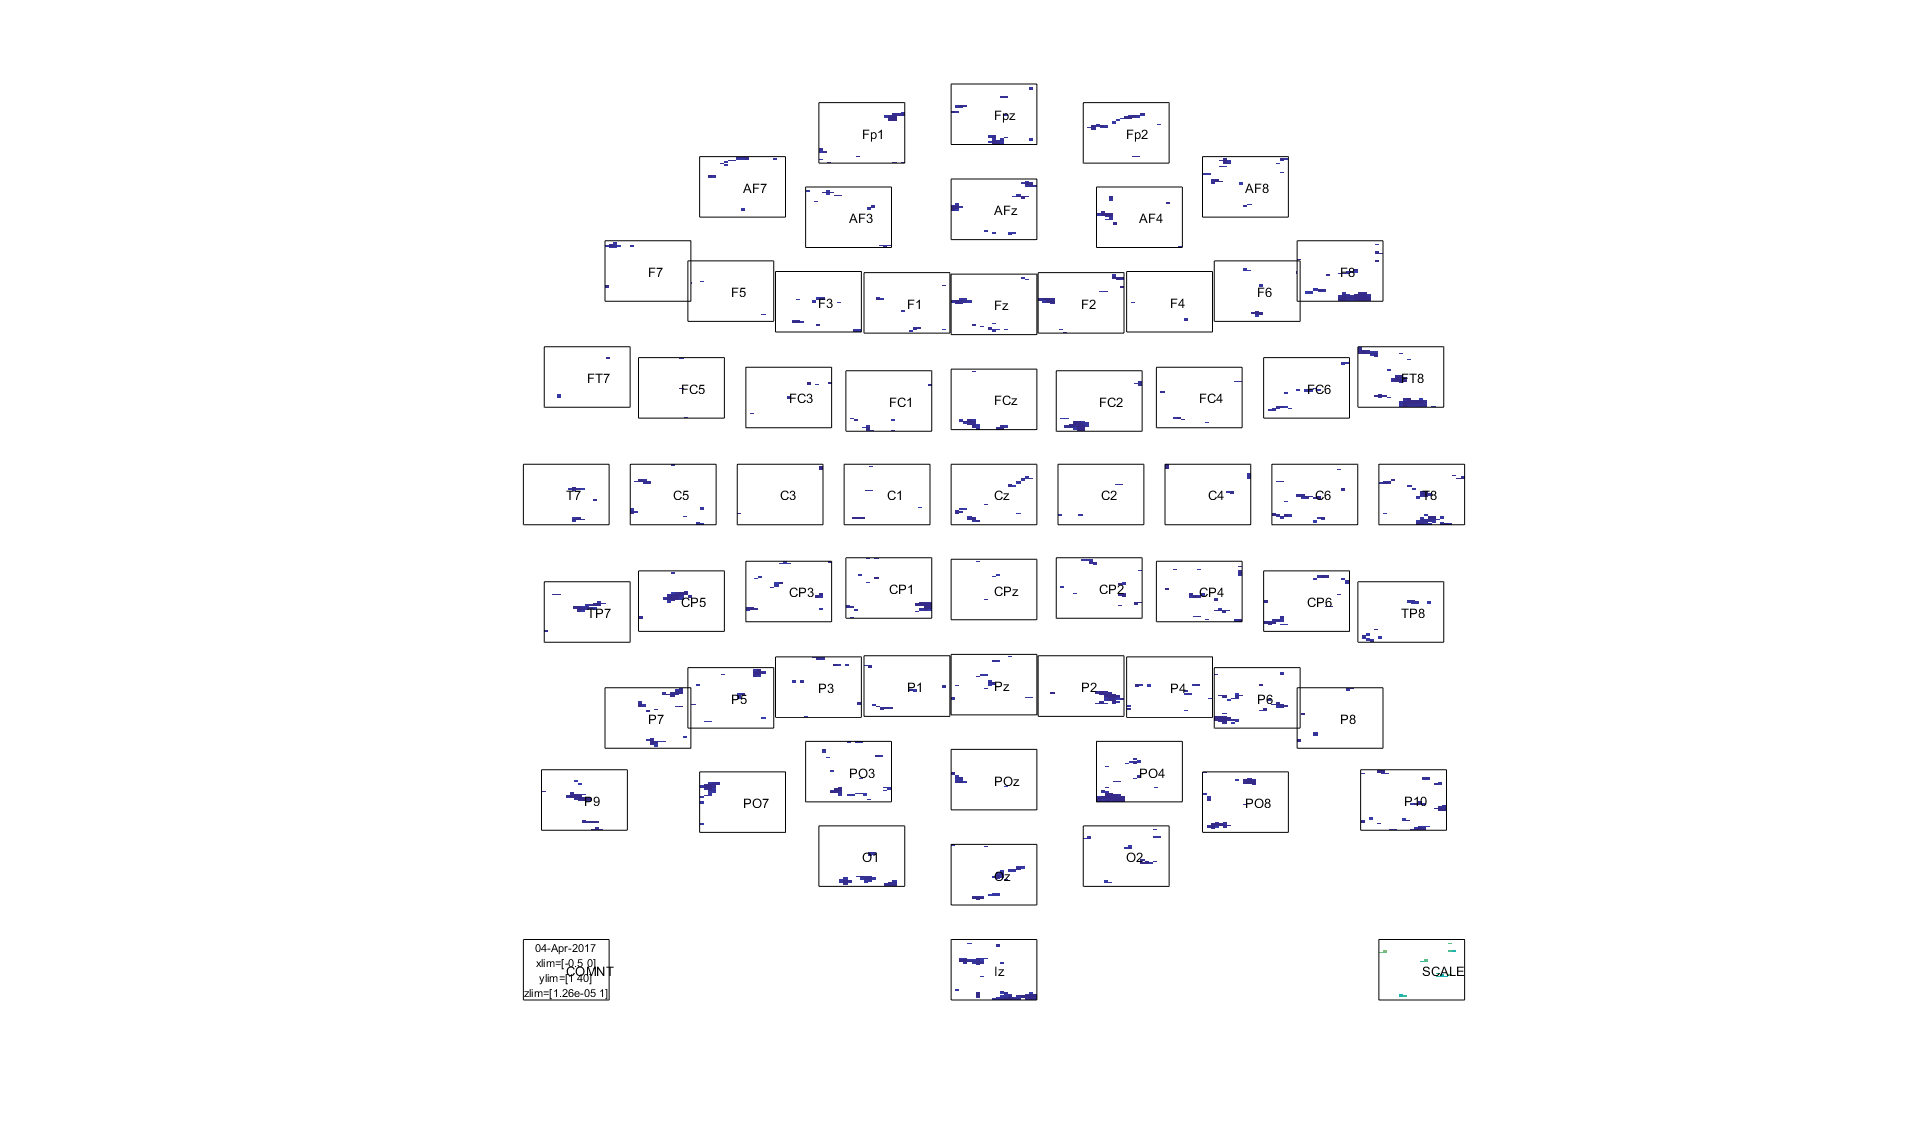 Fpz
Fp1
Fp2
AF7
AF8
AFz
AF3
AF4
F7
F8
F5
F6
F3
F1
Fz
F2
F4
FT7
FT8
FC5
FC6
FC3
FC4
FCz
FC1
FC2
T7
C5
C3
C1
Cz
C2
C4
C6
T8
CP1
CP2
CPz
CP3
CP4
CP5
CP6
TP7
TP8
Pz
P1
P2
P3
P4
P5
P6
P7
P8
PO3
PO4
POz
P9
P10
PO7
PO8
O1
O2
Oz
04-Apr-2017
xlim=[-0.5 0]
COMNT
ylim=[1 40]
zlim=[1.26e-05 1]
Iz
SCALE